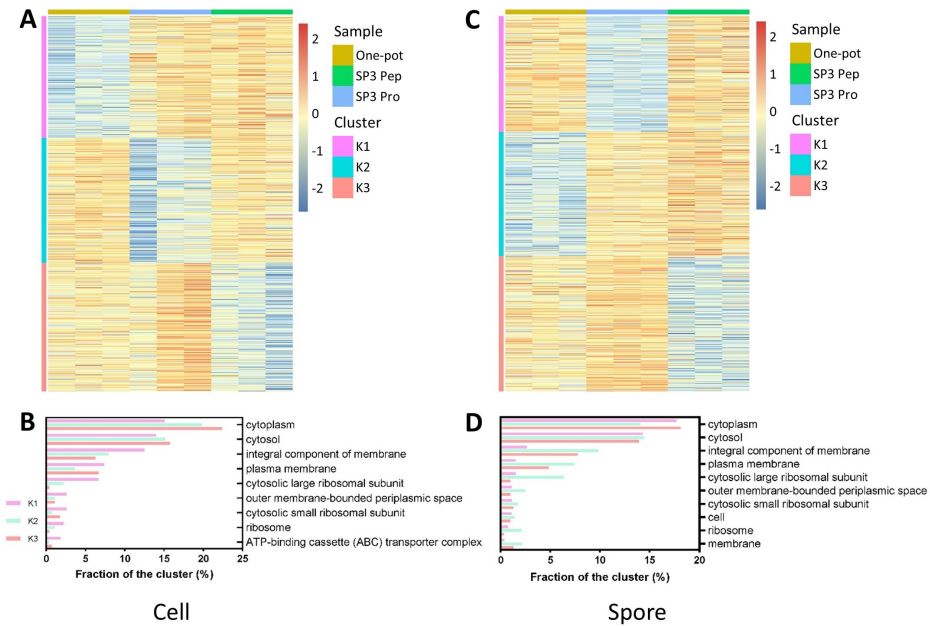 A
2
1
0
-1
-2
Sample
One-pot
SP3 Pep
SP3 Pro
Cluster
K1
K2
K3
C
2
1
0
-1
-2
Sample
One-pot
SP3 Pep
SP3 Pro
Cluster
K1
K2
K3
B
K1
K2
K3
cytoplasm
cytosol
integral component of membrane
plasma membrane
cytosolic large ribosomal subunit
outer membrane-bounded periplasmic space
cytosolic small ribosomal subunit
ribosome
ATP-binding cassette (ABC) transporter complex
0 5 10 15 20 25
Fraction of the cluster (%)
Cell
D
cytoplasm
cytosol
integral component of membrane
plasma membrane
cytosolic large ribosomal subunit
outer membrane-bounded periplasmic space
cytosolic small ribosomal subunit
cell
ribosome
membrane
0 5 10 15 20
Fraction of the cluster (%)
Spore